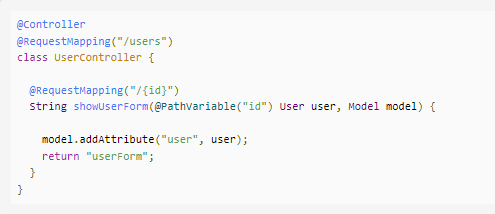 @Controller
@RequestMapping("/users")
class UserController {
@RequestMapping("/{id}")
String showUserForm(@PathVariable("id") User user, Model model) {
model.addAttribute("user", user);
return "userForm";
}
}